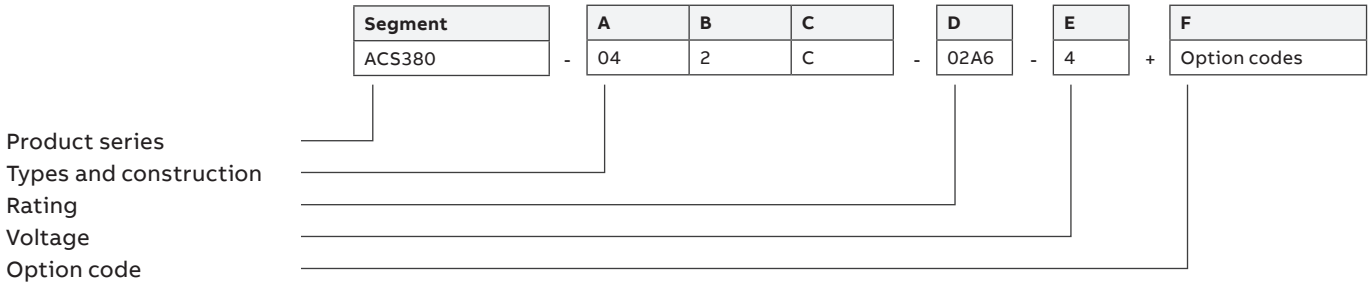 Segment A B C D E F
ACS380 - 04 2 C - 02A6 - 4 + Option codes
Product series
Types and construction
Rating
Voltage
Option code